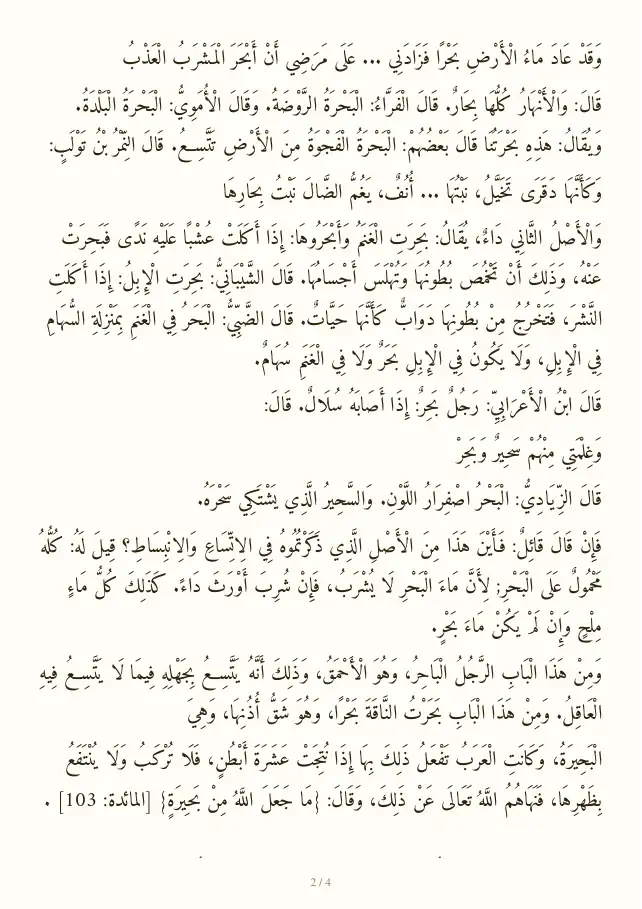 وَقَدْ عَادَ مَاءُ الْأَرْضِ بَحْرًا فَزَادَنِي ... عَلَى مَرَضِي أَنْ أَبْحَرَ الْمَشْرَبُ الْعَذْبُ
قَالَ: وَالْأَنْهَارُ كُلُّهَا بِحَارٌ. قَالَ الْفَرَّاءُ: الْبَحْرَةُ الرَّوْضَةُ. وَقَالَ الْأُمَوِيُّ: الْبَحْرَةُ الْبَلْدَةُ.
وَيُقَالُ: هَذِهِ بَحْرَتُنَا قَالَ بَعْضُهُمْ: الْبَحْرَةُ الْفَجْوَةُ مِنَ الْأَرْضِ تَتَّسِعُ. قَالَ النَّمْرُ بْنُ تَوْلَبٍ:
وَكَأَنَّهَا دَقَرَى تَخَيَّلُ، نَبْتُهَا ... أُنُفٌ، يَغُمُّ الضَّالَ نَبْتُ بِحَارِهَا
وَالْأَصْلُ الثَّانِي دَاءٌ، يُقَالُ: بَحِرَتِ الْغَنَمُ وَأَبْحَرُوهَا: إِذَا أَكَلَتْ عُشْبًا عَلَيْهِ نَدًى فَبَحِرَتْ
عَنْهُ، وَذَلِكَ أَنْ تَخْمُصَ بُطُونُهَا وَتُهْلَسَ أَجْسَامُهَا. قَالَ الشَّيْبَانِيُّ: بَحِرَتِ الْإِبِلُ: إِذَا أَكَلَتِ
النَّشْرَ، فَتَخْرُجُ مِنْ بُطُونِهَا دَوَابٌّ كَأَنَّهَا حَيَّاتٌ. قَالَ الضَّبِّيُّ: الْبَحَرُ فِي الْغَنَمِ بِمَنْزِلَةِ السُّهَامِ
فِي الْإِبِلِ، وَلَا يَكُونُ فِي الْإِبِلِ بَحَرٌ وَلَا فِي الْغَنَمِ سُهَامٌ.
قَالَ ابْنُ الْأَعْرَابِيِّ: رَجُلٌ بَحِرٌ: إِذَا أَصَابَهُ سُلَالٌ. قَالَ:
وَغِلْمَتِي مِنْهُمْ سَحِيرٌ وَبَحِرْ
قَالَ الزِّيَادِيُّ: الْبَحْرُ اصْفِرَارُ اللَّوْنِ. وَالسَّحِيرُ الَّذِي يَشْتَكِي سَحْرَهُ.
فَإِنْ قَالَ قَائِلٌ: فَأَيْنَ هَذَا مِنَ الْأَصْلِ الَّذِي ذَكَرْتُمُوهُ فِي الِاتِّسَاعِ وَالِانْبِسَاطِ؟ قِيلَ لَهُ: كُلُّهُ
مَحْمُولٌ عَلَى الْبَحْرِ; لِأَنَّ مَاءَ الْبَحْرِ لَا يُشْرَبُ، فَإِنْ شُرِبَ أَوْرَثَ دَاءً. كَذَلِكَ كُلُّ مَاءٍ
مِلْحٍ وَإِنْ لَمْ يَكُنْ مَاءَ بَحْرٍ.
وَمِنْ هَذَا الْبَابِ الرَّجُلُ الْبَاحِرُ، وَهُوَ الْأَحْمَقُ، وَذَلِكَ أَنَّهُ يَتَّسِعُ بِجَهْلِهِ فِيمَا لَا يَتَّسِعُ فِيهِ
الْعَاقِلُ. وَمِنْ هَذَا الْبَابِ بَحَرْتُ النَّاقَةَ بَحْرًا، وَهُوَ شَقُّ أُذُنِهَا، وَهِيَ
الْبَحِيرَةُ، وَكَانَتِ الْعَرَبُ تَفْعَلُ ذَلِكَ بِهَا إِذَا نُتِجَتْ عَشَرَةَ أَبْطُنٍ، فَلَا تُرْكَبُ وَلَا يُنْتَفَعُ
بِظَهْرِهَا، فَنَهَاهُمُ اللَّهُ تَعَالَى عَنْ ذَلِكَ، وَقَالَ: {مَا جَعَلَ اللَّهُ مِنْ بَحِيرَةٍ} [المائدة: 103] .
2 / 4